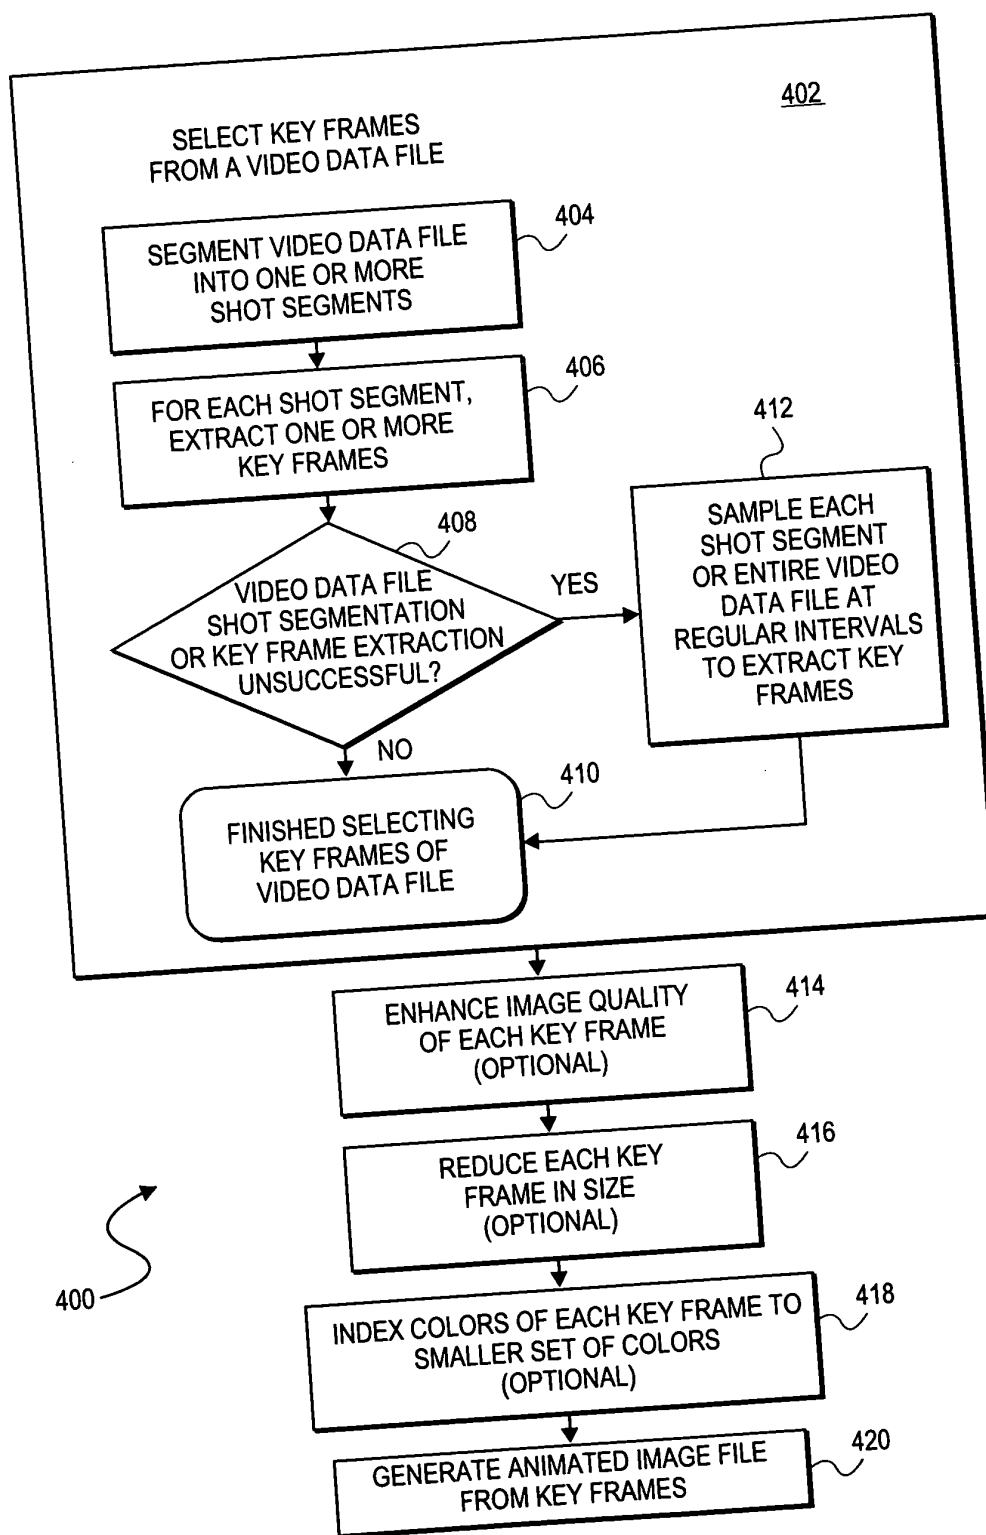 402
SELECT KEY FRAMES
FROM A VIDEO DATA FILE
404
SEGMENT VIDEO DATA FILE
INTO ONE OR MORE
SHOT SEGMENTS
406
FOR EACH SHOT SEGMENT,
EXTRACT ONE OR MORE
KEY FRAMES
408
VIDEO DATA FILE
SHOT SEGMENTATION
OR KEY FRAME EXTRACTION
UNSUCCESSFUL?
YES
412
SAMPLE EACH
SHOT SEGMENT
OR ENTIRE VIDEO
DATA FILE AT
REGULAR INTERVALS
TO EXTRACT KEY
FRAMES
NO
410
FINISHED SELECTING
KEY FRAMES OF
VIDEO DATA FILE
414
ENHANCE IMAGE QUALITY
OF EACH KEY FRAME
(OPTIONAL)
416
REDUCE EACH KEY
FRAME IN SIZE
(OPTIONAL)
400
418
INDEX COLORS OF EACH KEY FRAME TO
SMALLER SET OF COLORS
(OPTIONAL)
420
GENERATE ANIMATED IMAGE FILE
FROM KEY FRAMES